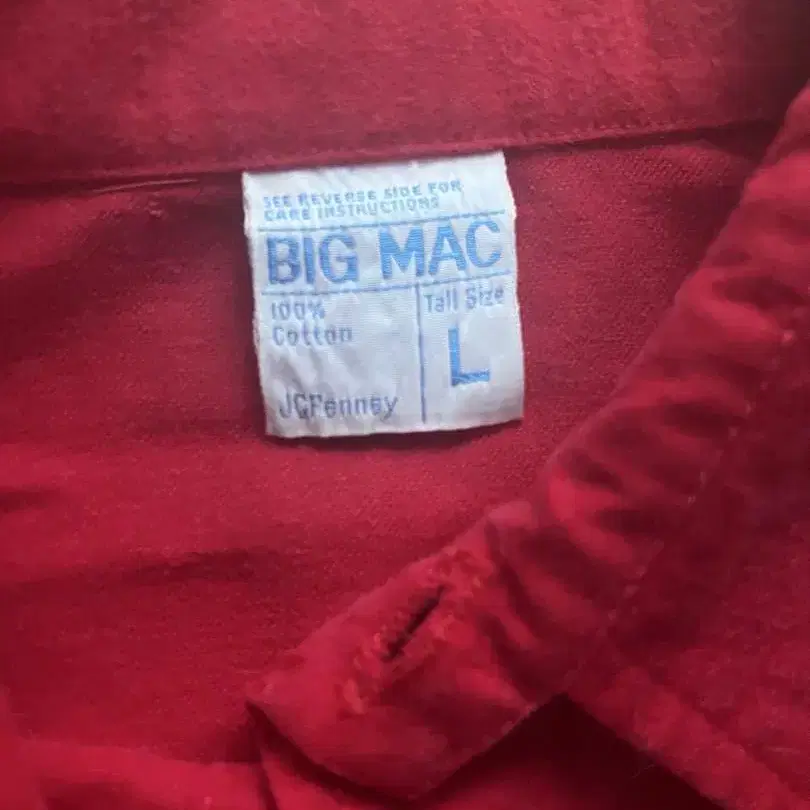 SEE REVERSE SIDE FOR
CARE INSTRUCTIONS
BIG MAC
100%
Cotton
JCPenney
Tall Size
L